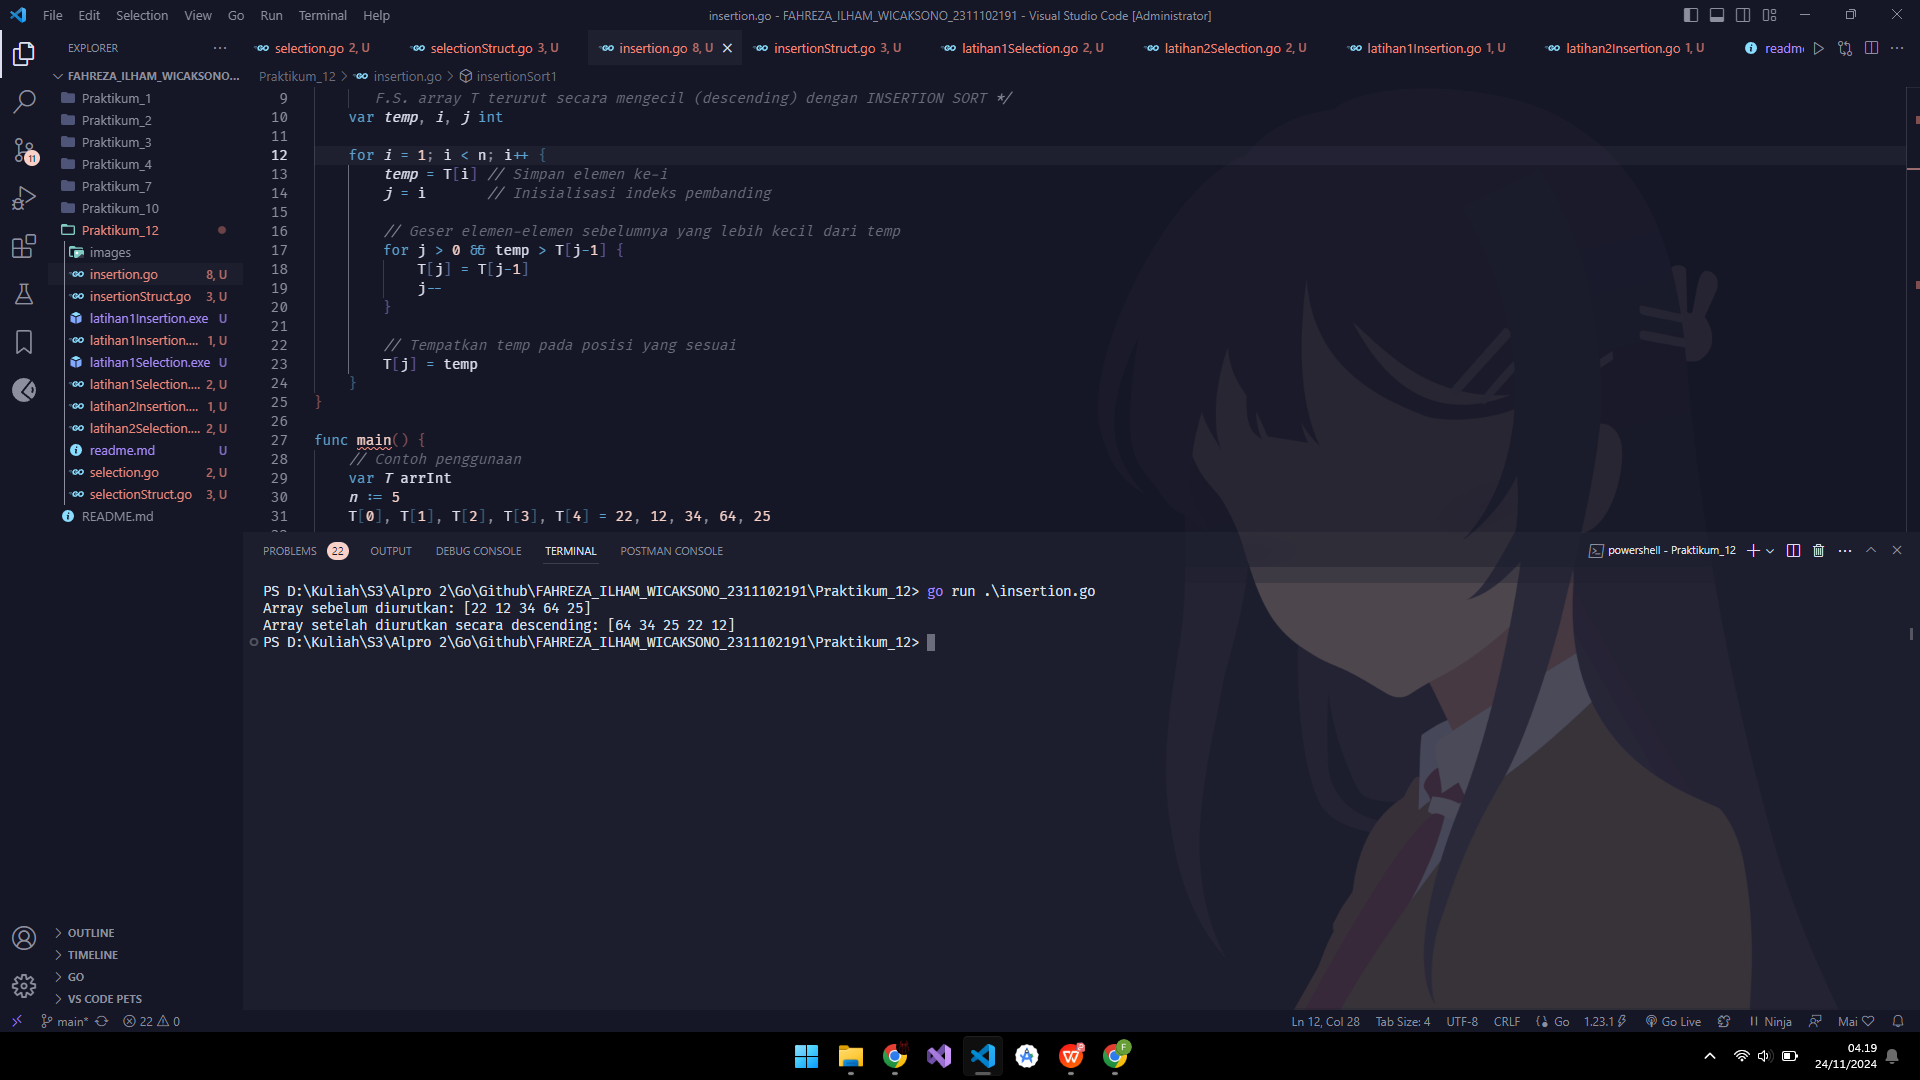 File Edit Selection View Go Run Terminal Help
insertion.go - FAHREZA_ILHAM_WICAKSONO_2311102191 - Visual Studio Code [Administrator]
EXPLORER
FAHREZA_ILHAM_WICAKSONO...
Praktikum_1
Praktikum_2
Praktikum_3
Praktikum_4
Praktikum_7
Praktikum_10
Praktikum_12
images
insertion.go 8, U
insertionStruct.go 3, U
latihan1Insertion.exe U
latihan1Insertion.... 1, U
latihan1Selection.exe U
latihan1Selection.... 2, U
latihan2Insertion.... 1, U
latihan2Selection.... 2, U
readme.md U
selection.go 2, U
selectionStruct.go 3, U
README.md
11
OUTLINE
TIMELINE
GO
VS CODE PETS
selection.go 2, U
selectionStruct.go 3, U
insertion.go 8, U
insertionStruct.go 3, U
latihan1Selection.go 2, U
latihan2Selection.go 2, U
latihan1Insertion.go 1, U
latihan2Insertion.go 1, U
readme
Praktikum_12 > insertion.go > insertionSort1
9 F.S. array T terurut secara mengecil (descending) dengan INSERTION SORT */
10 var temp, i, j int
11
12 for i = 1; i < n; i++ {
13 temp = T[i] // Simpan elemen ke-i
14 j = i // Inisialisasi indeks pembanding
15
16 // Geser elemen-elemen sebelumnya yang lebih kecil dari temp
17 for j > 0 && temp > T[j-1] {
18 T[j] = T[j-1]
19 j--
20 }
21
22 // Tempatkan temp pada posisi yang sesuai
23 T[j] = temp
24 }
25 }
26
27 func main() {
28 // Contoh penggunaan
29 var T arrInt
30 n := 5
31 T[0], T[1], T[2], T[3], T[4] = 22, 12, 34, 64, 25
PROBLEMS 22 OUTPUT DEBUG CONSOLE TERMINAL POSTMAN CONSOLE
powershell - Praktikum_12
PS D:\Kuliah\S3\Alpro 2\Go\Github\FAHREZA_ILHAM_WICAKSONO_2311102191\Praktikum_12> go run .\insertion.go
Array sebelum diurutkan: [22 12 34 64 25]
Array setelah diurutkan secara descending: [64 34 25 22 12]
PS D:\Kuliah\S3\Alpro 2\Go\Github\FAHREZA_ILHAM_WICAKSONO_2311102191\Praktikum_12>
main* 22 0
Ln 12, Col 28 Tab Size: 4 UTF-8 CRLF Go 1.23.1 Go Live Ninja Mai
04.19
24/11/2024